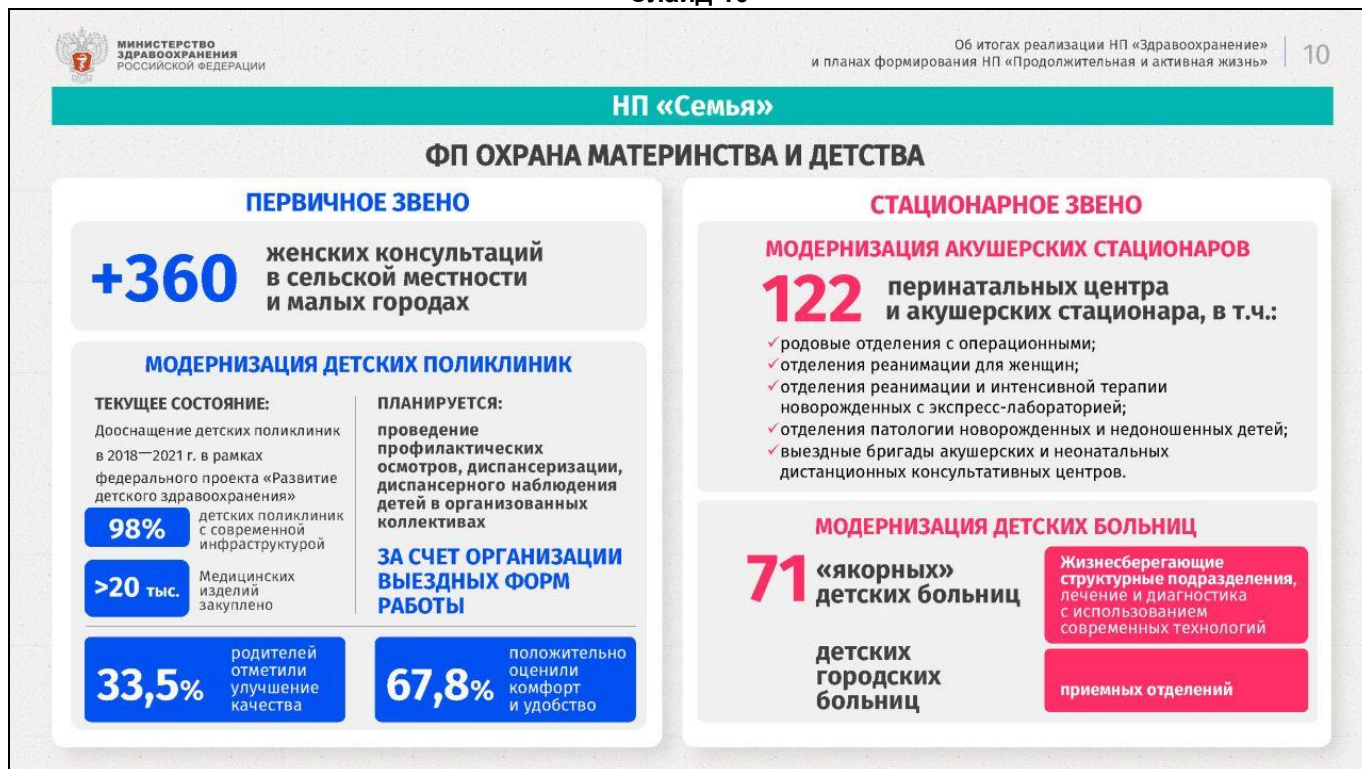 МИНИСТЕРСТВО
ЗДРАВООХРАНЕНИЯ
РОССИЙСКОЙ ФЕДЕРАЦИИ
Об итогах реализации НП «Здравоохранение»
и планах формирования НП «Продолжительная и активная жизнь»
10
НП «Семья»
ФП ОХРАНА МАТЕРИНСТВА И ДЕТСТВА
ПЕРВИЧНОЕ ЗВЕНО
+360
женских консультаций
в сельской местности
и малых городах
МОДЕРНИЗАЦИЯ ДЕТСКИХ ПОЛИКЛИНИК
ТЕКУЩЕЕ СОСТОЯНИЕ:
Дооснащение детских поликлиник
в 2018—2021 г. в рамках
федерального проекта «Развитие
детского здравоохранения»
98%
детских поликлиник
с современной
инфраструктурой
>20 тыс.
Медицинских
изделий
закуплено
ПЛАНИРУЕТСЯ:
проведение
профилактических
осмотров, диспансеризации,
диспансерного наблюдения
детей в организованных
коллективах
ЗА СЧЕТ ОРГАНИЗАЦИИ
ВЫЕЗДНЫХ ФОРМ
РАБОТЫ
33,5%
родителей
отметили
улучшение
качества
67,8%
положительно
оценили
комфорт
и удобство
СТАЦИОНАРНОЕ ЗВЕНО
МОДЕРНИЗАЦИЯ АКУШЕРСКИХ СТАЦИОНАРОВ
122
перинатальных центра
и акушерских стационара, в т.ч.:
✓родовые отделения с операционными;
✓отделения реанимации для женщин;
✓отделения реанимации и интенсивной терапии
новорожденных с экспресс-лабораторией;
✓отделения патологии новорожденных и недоношенных детей;
✓выездные бригады акушерских и неонатальных
дистанционных консультативных центров.
МОДЕРНИЗАЦИЯ ДЕТСКИХ БОЛЬНИЦ
71
«якорных»
детских больниц
Жизнесберегающие
структурные подразделения,
лечение и диагностика
с использованием
современных технологий
детских
городских
больниц
приемных отделений